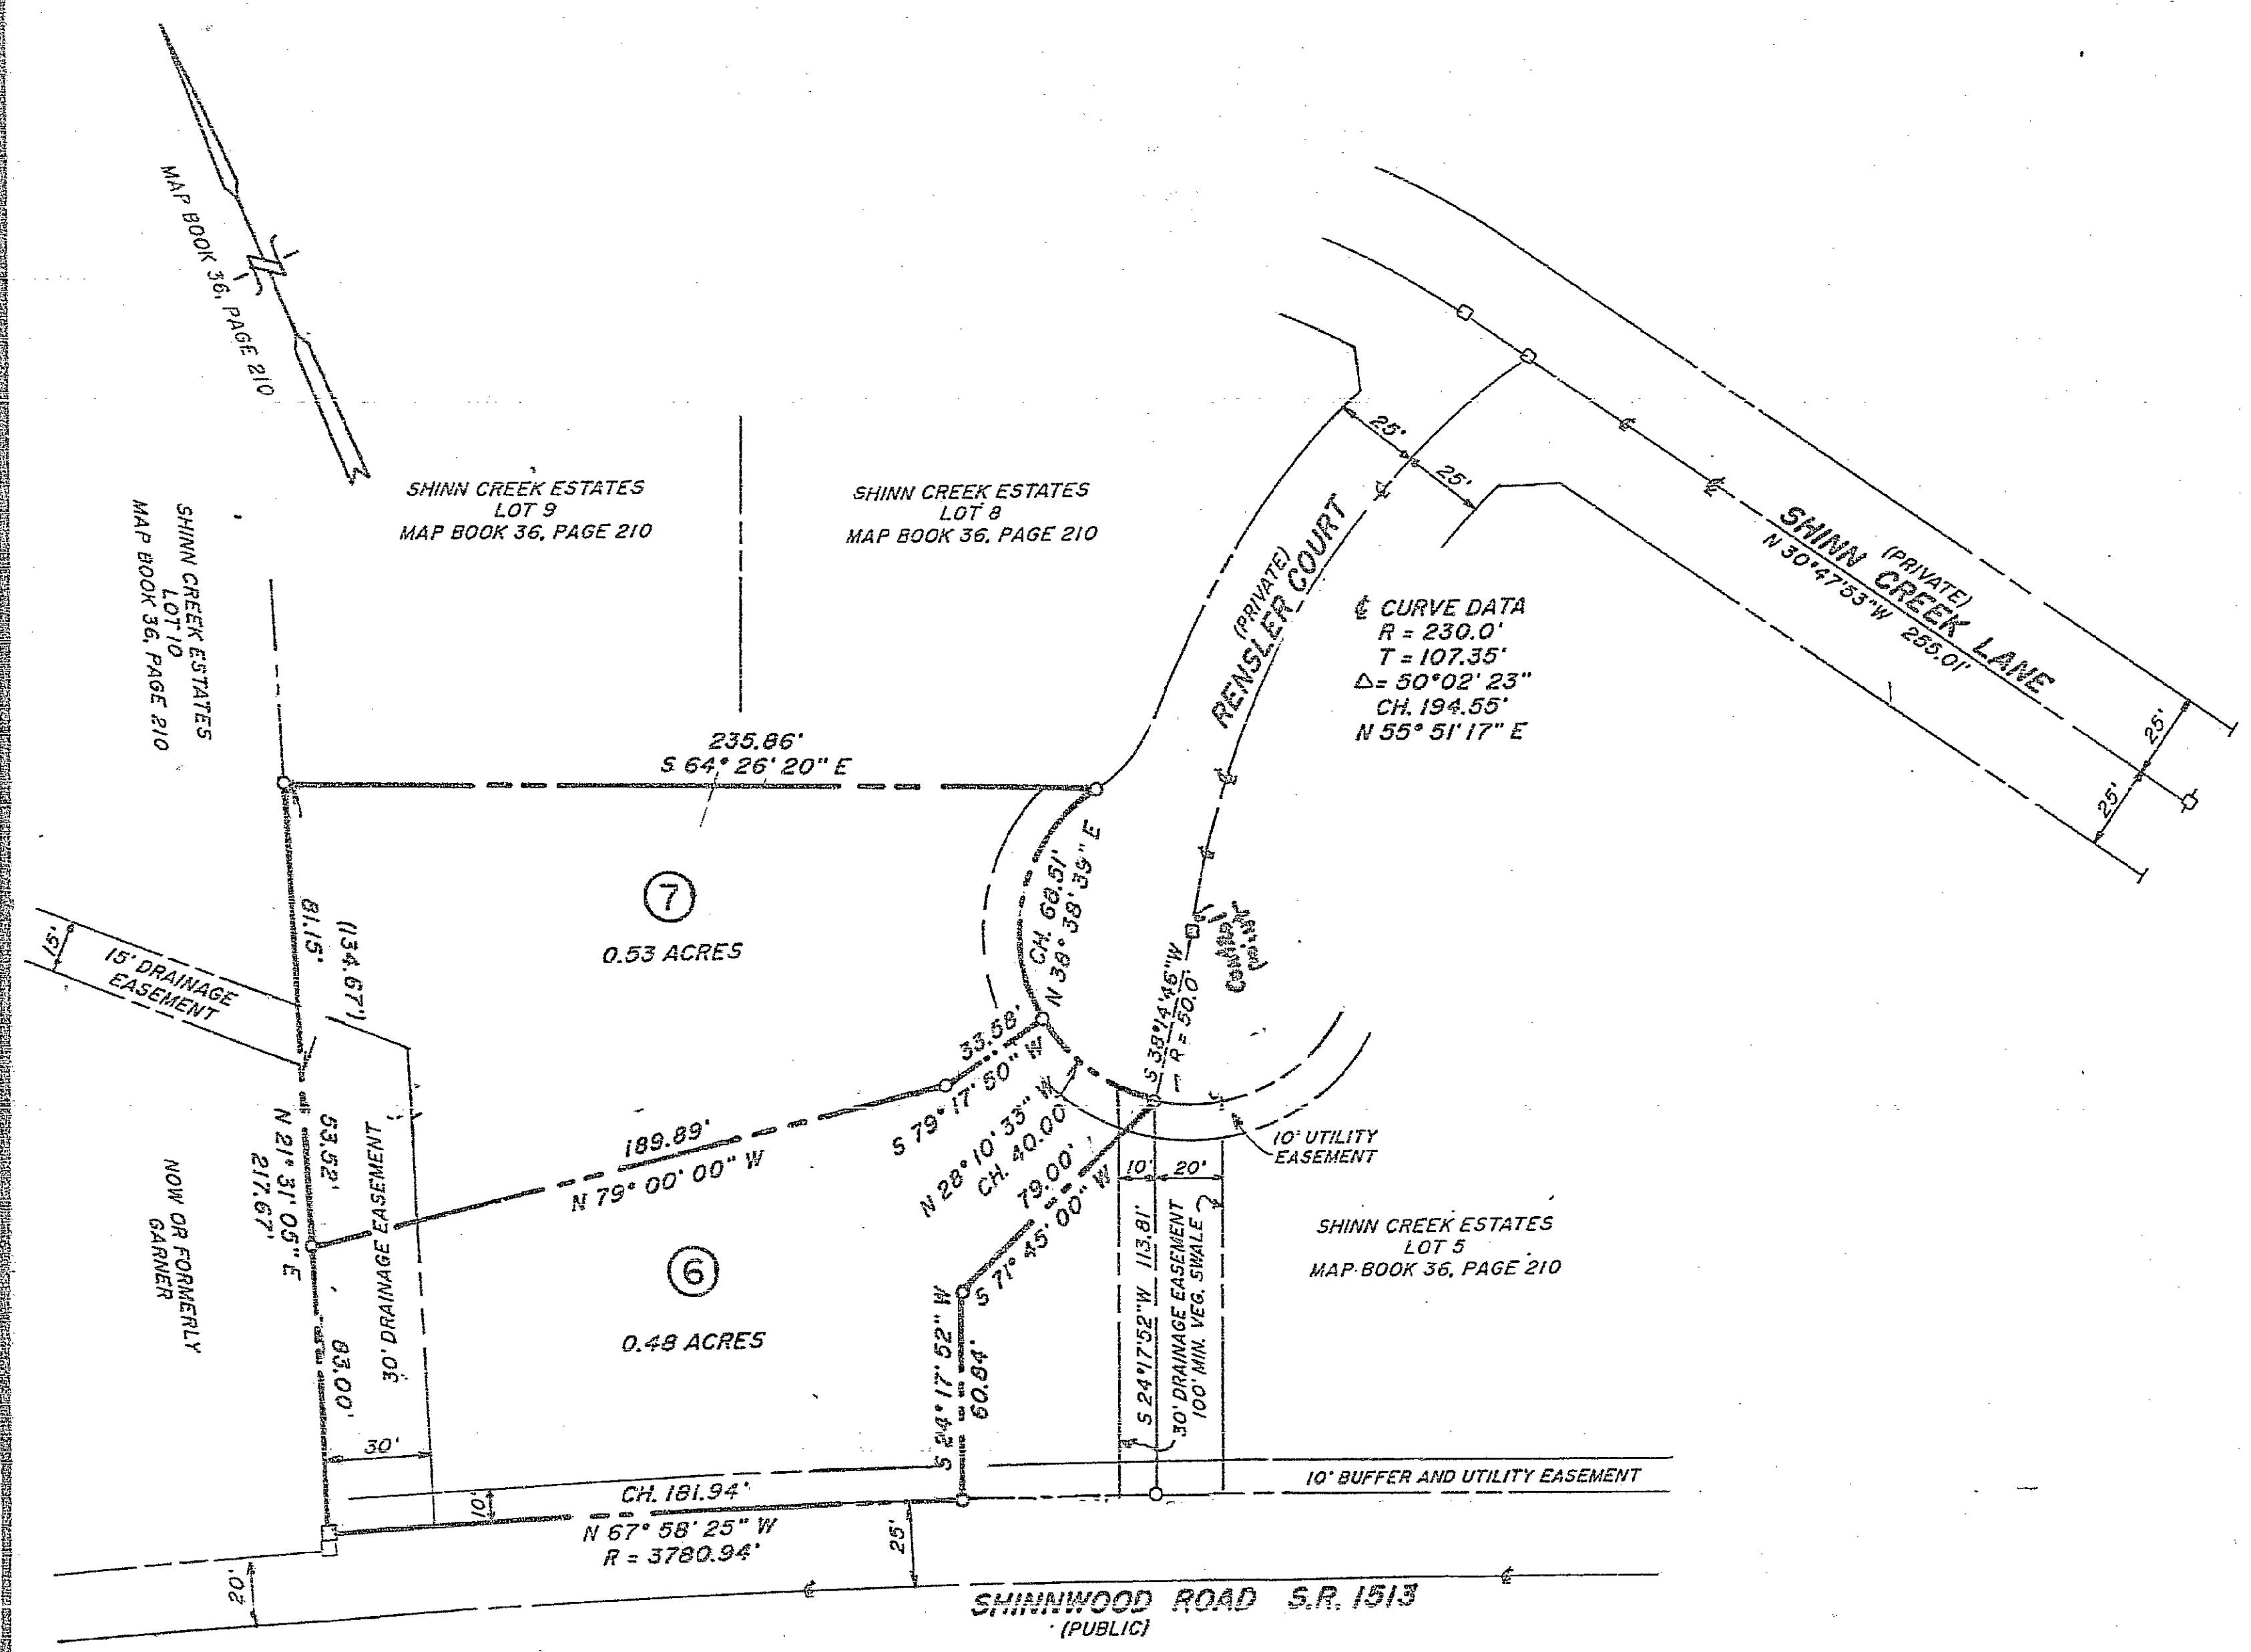 MAP BOOK 36, PAGE 210
SHINN CREEK ESTATES
LOT 9
MAP BOOK 36, PAGE 210
SHINN CREEK ESTATES
LOT 8
MAP BOOK 36, PAGE 210
SHINN CREEK ESTATES
LOT 10
MAP BOOK 36, PAGE 210
25'
25'
(PRIVATE)
RENSLER COURT
SHINN CREEK LANE
(PRIVATE)
N 30°47'53"W 255.01'
25'
25'
℄ CURVE DATA
R = 230.0'
T = 107.35'
Δ= 50°02'23"
CH. 194.55'
N 55°51'17" E
235.86'
S 64°26'20" E
7
0.53 ACRES
CH. 68.51'
N 38°38'39" E
81.15'
(134.67')
15'
15' DRAINAGE
EASEMENT
CONTROL
S 38°14'46"W
R = 50.0'
33.58'
S 79°17'50" W
189.89'
N 79°00'00" W
N 28°10'33" W
CH. 40.00'
79.00'
S 71°45'00" W
10' UTILITY
EASEMENT
10'
20'
53.52'
N 21°31'05" E
217.67'
30' DRAINAGE EASEMENT
NOW OR FORMERLY
GARNER
6
0.48 ACRES
83.00'
S 24°17'52" W
60.84'
S 24°17'52"W 113.81'
30' DRAINAGE EASEMENT
100' MIN. VEG. SWALE
SHINN CREEK ESTATES
LOT 5
MAP BOOK 36, PAGE 210
30'
10' BUFFER AND UTILITY EASEMENT
10'
CH. 181.94'
N 67°58'25" W
R = 3780.94'
25'
20'
SHINNWOOD ROAD S.R. 1513
(PUBLIC)